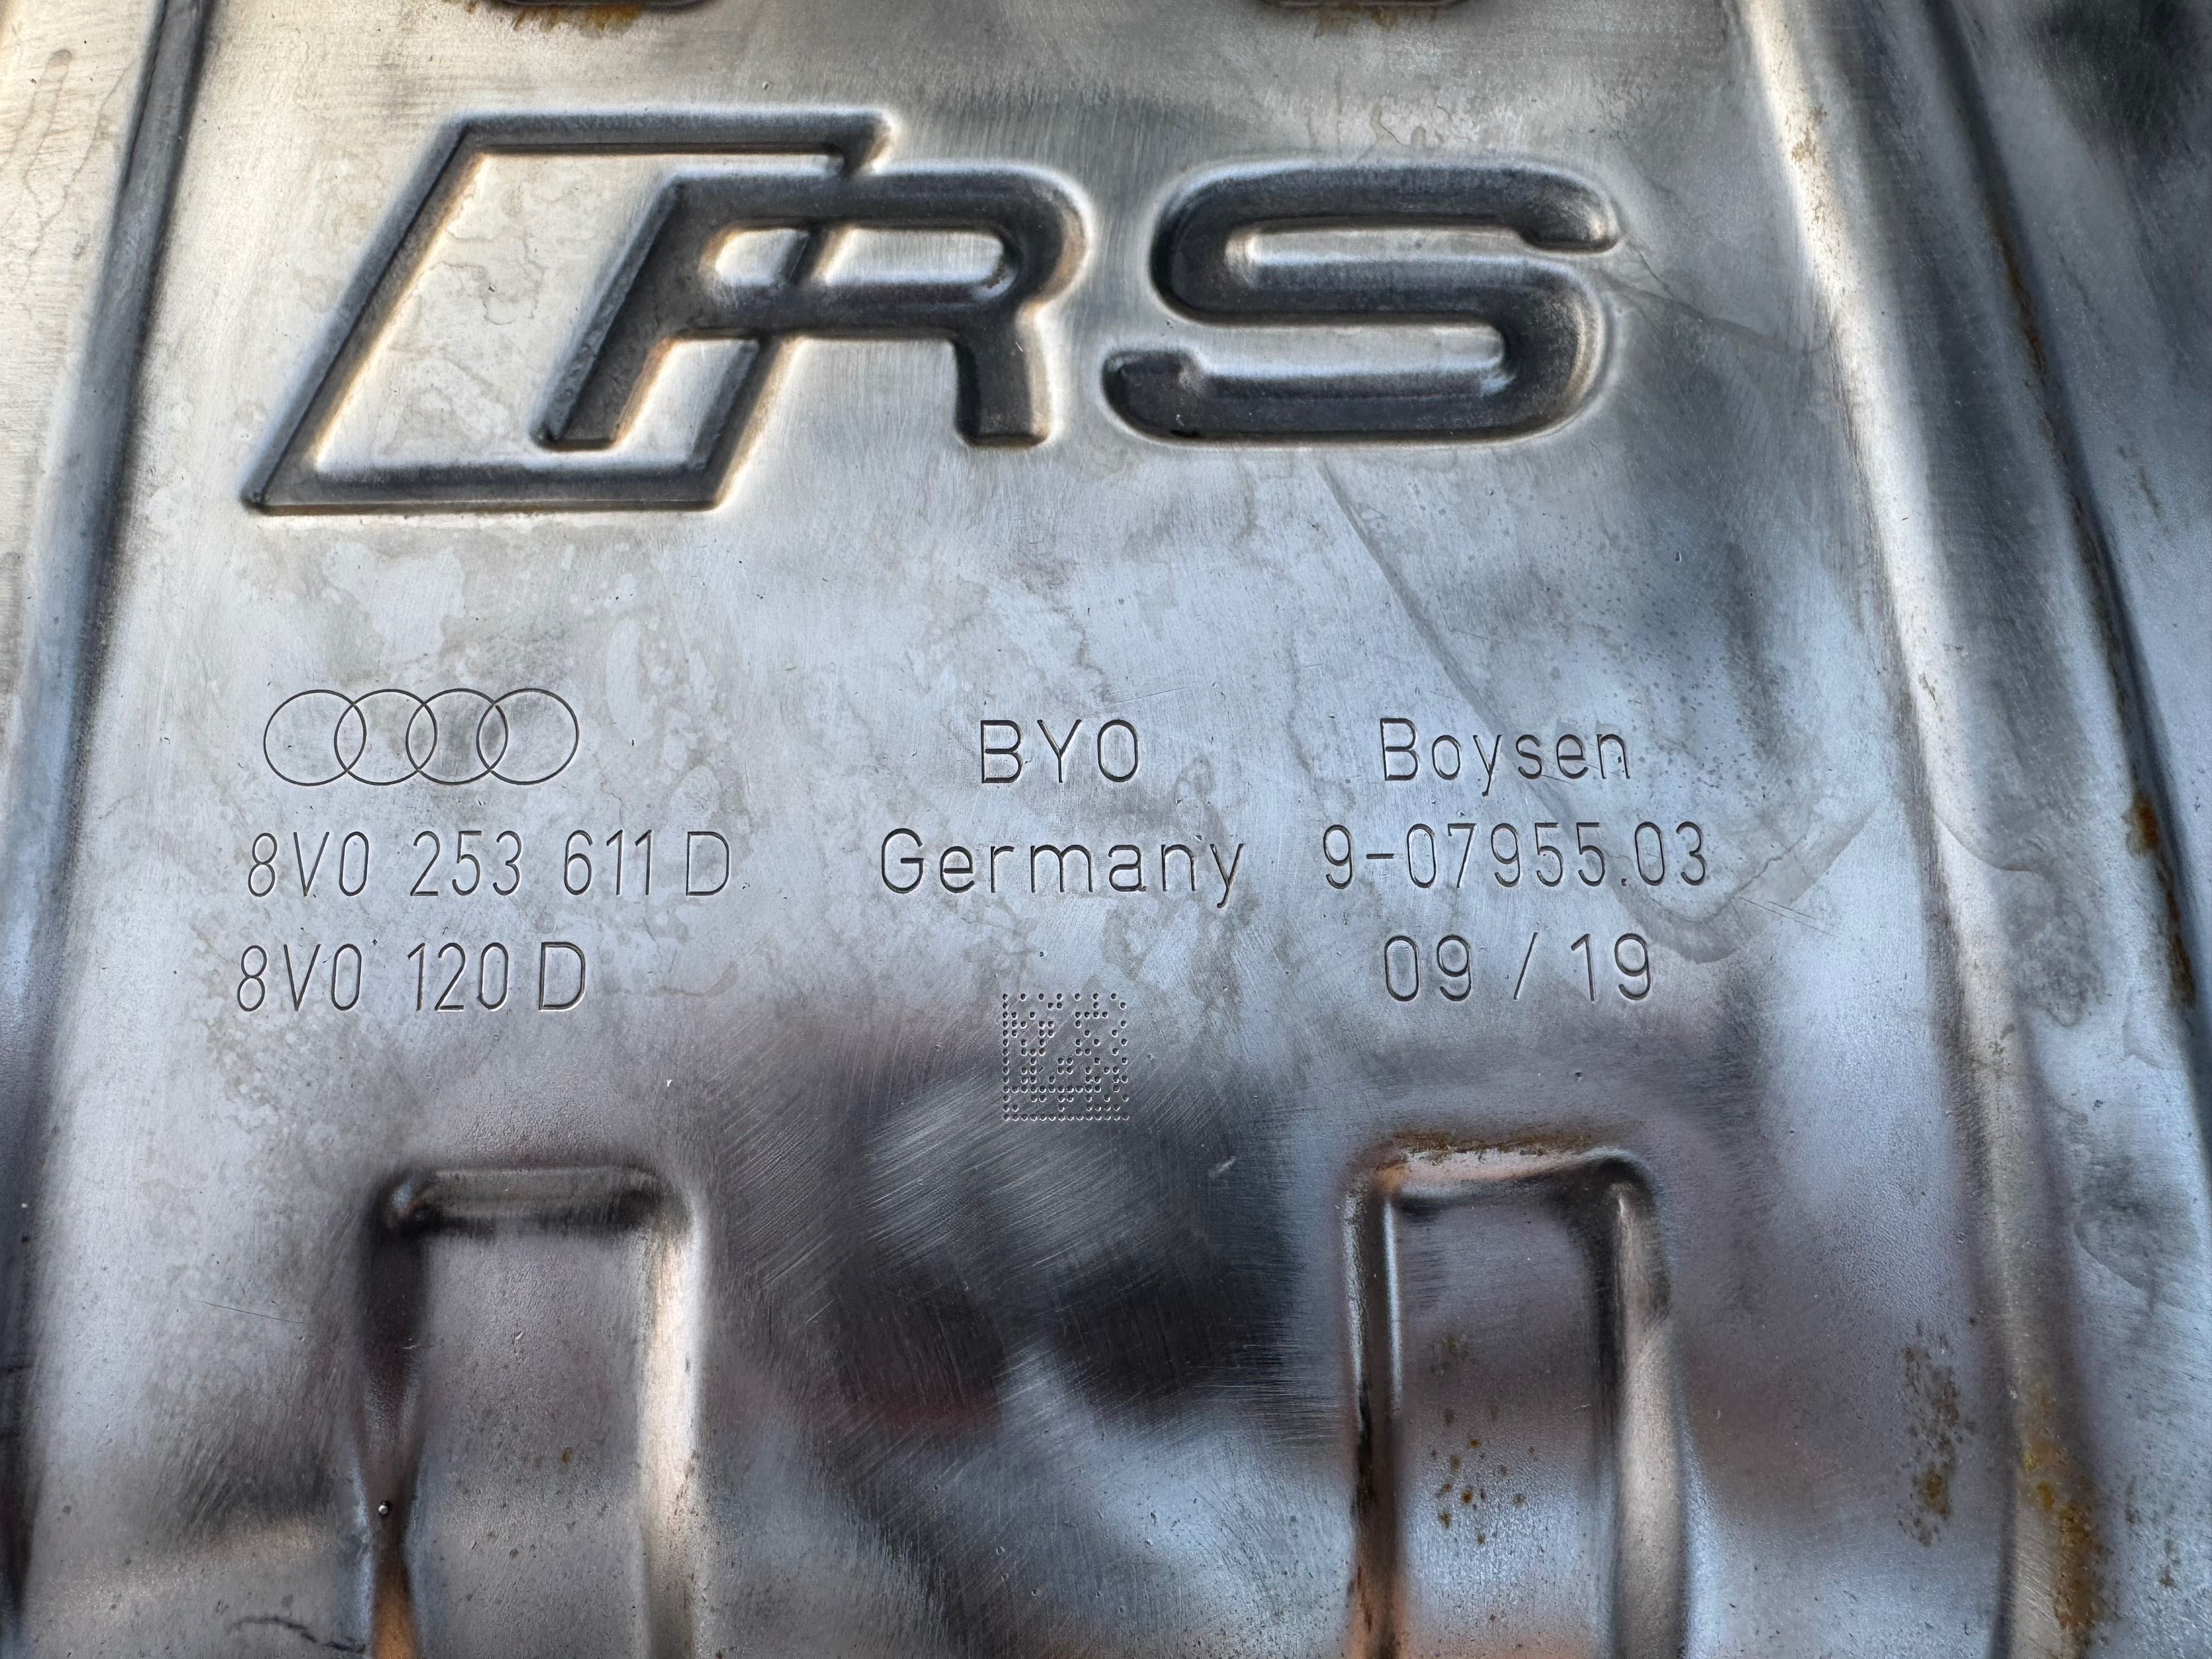 RS
BYO Boysen
8V0 253 611 D Germany 9-07955.03
8V0 120 D 09 / 19